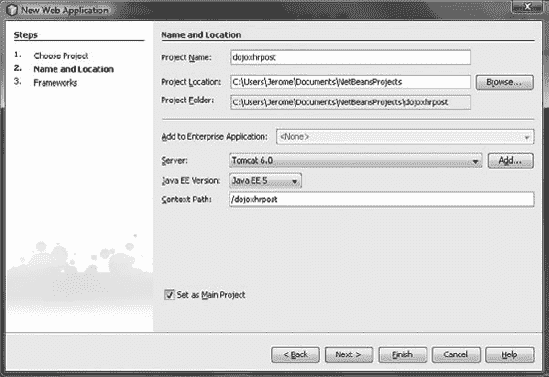 New Web Application
Steps
1. Choose Project
2. Name and Location
3. Frameworks
Name and Location
Project Name: dojoxhrpost
Project Location: C:\Users\Jerome\Documents\NetBeansProjects Browse...
Project Folder: C:\Users\Jerome\Documents\NetBeansProjects\dojoxhrpost
Add to Enterprise Application: <None>
Server: Tomcat 6.0 Add...
Java EE Version: Java EE 5
Context Path: /dojoxhrpost
Set as Main Project
< Back Next > Finish Cancel Help